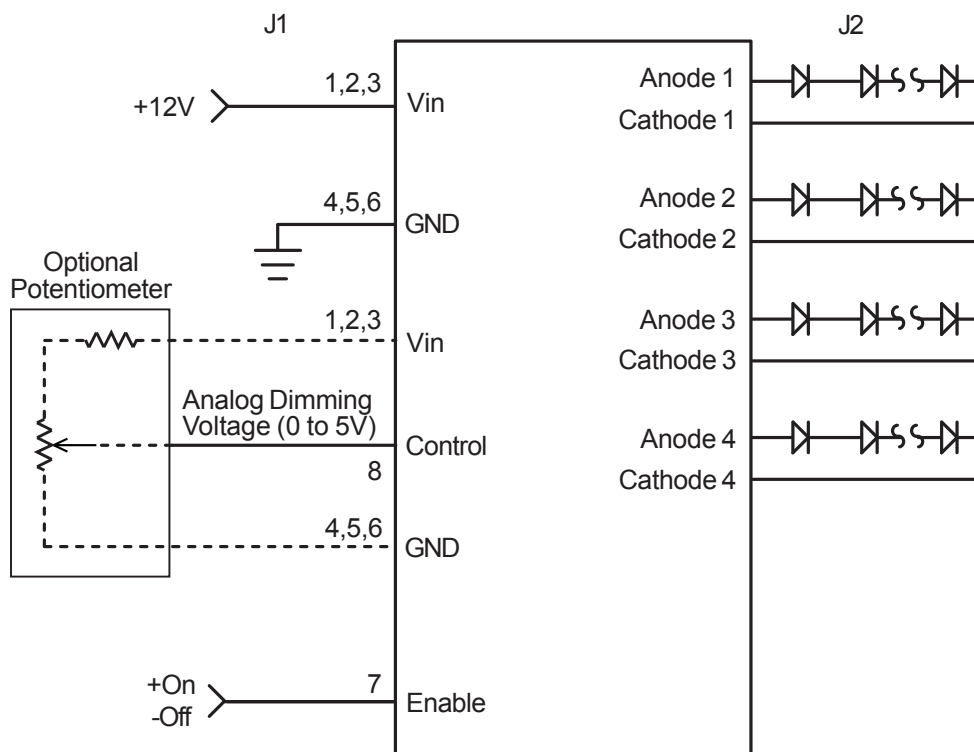 J1
J2
1,2,3
+12V
Vin
4,5,6
GND
Optional
Potentiometer
1,2,3
Vin
Analog Dimming
Voltage (0 to 5V)
Control
8
4,5,6
GND
+On
-Off
7
Enable
Anode 1
Cathode 1
Anode 2
Cathode 2
Anode 3
Cathode 3
Anode 4
Cathode 4